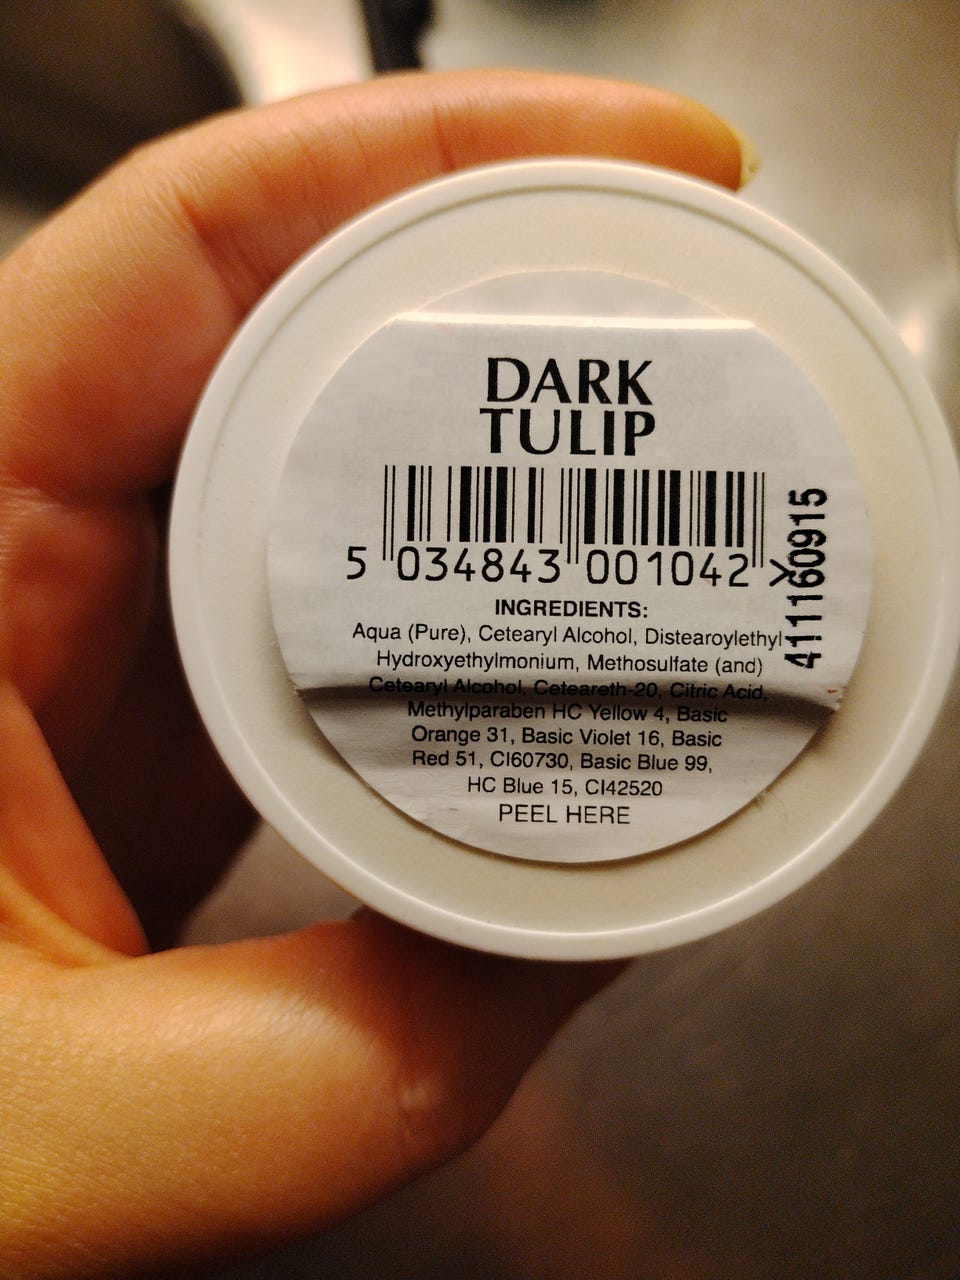 DARK
TULIP
5 034843 001042 >
411160915
INGREDIENTS:
Aqua (Pure), Cetearyl Alcohol, Distearoylethyl
Hydroxyethylmonium, Methosulfate (and)
Cetearyl Alcohol, Ceteareth-20, Citric Acid,
Methylparaben HC Yellow 4, Basic
Orange 31, Basic Violet 16, Basic
Red 51, CI60730, Basic Blue 99,
HC Blue 15, CI42520
PEEL HERE